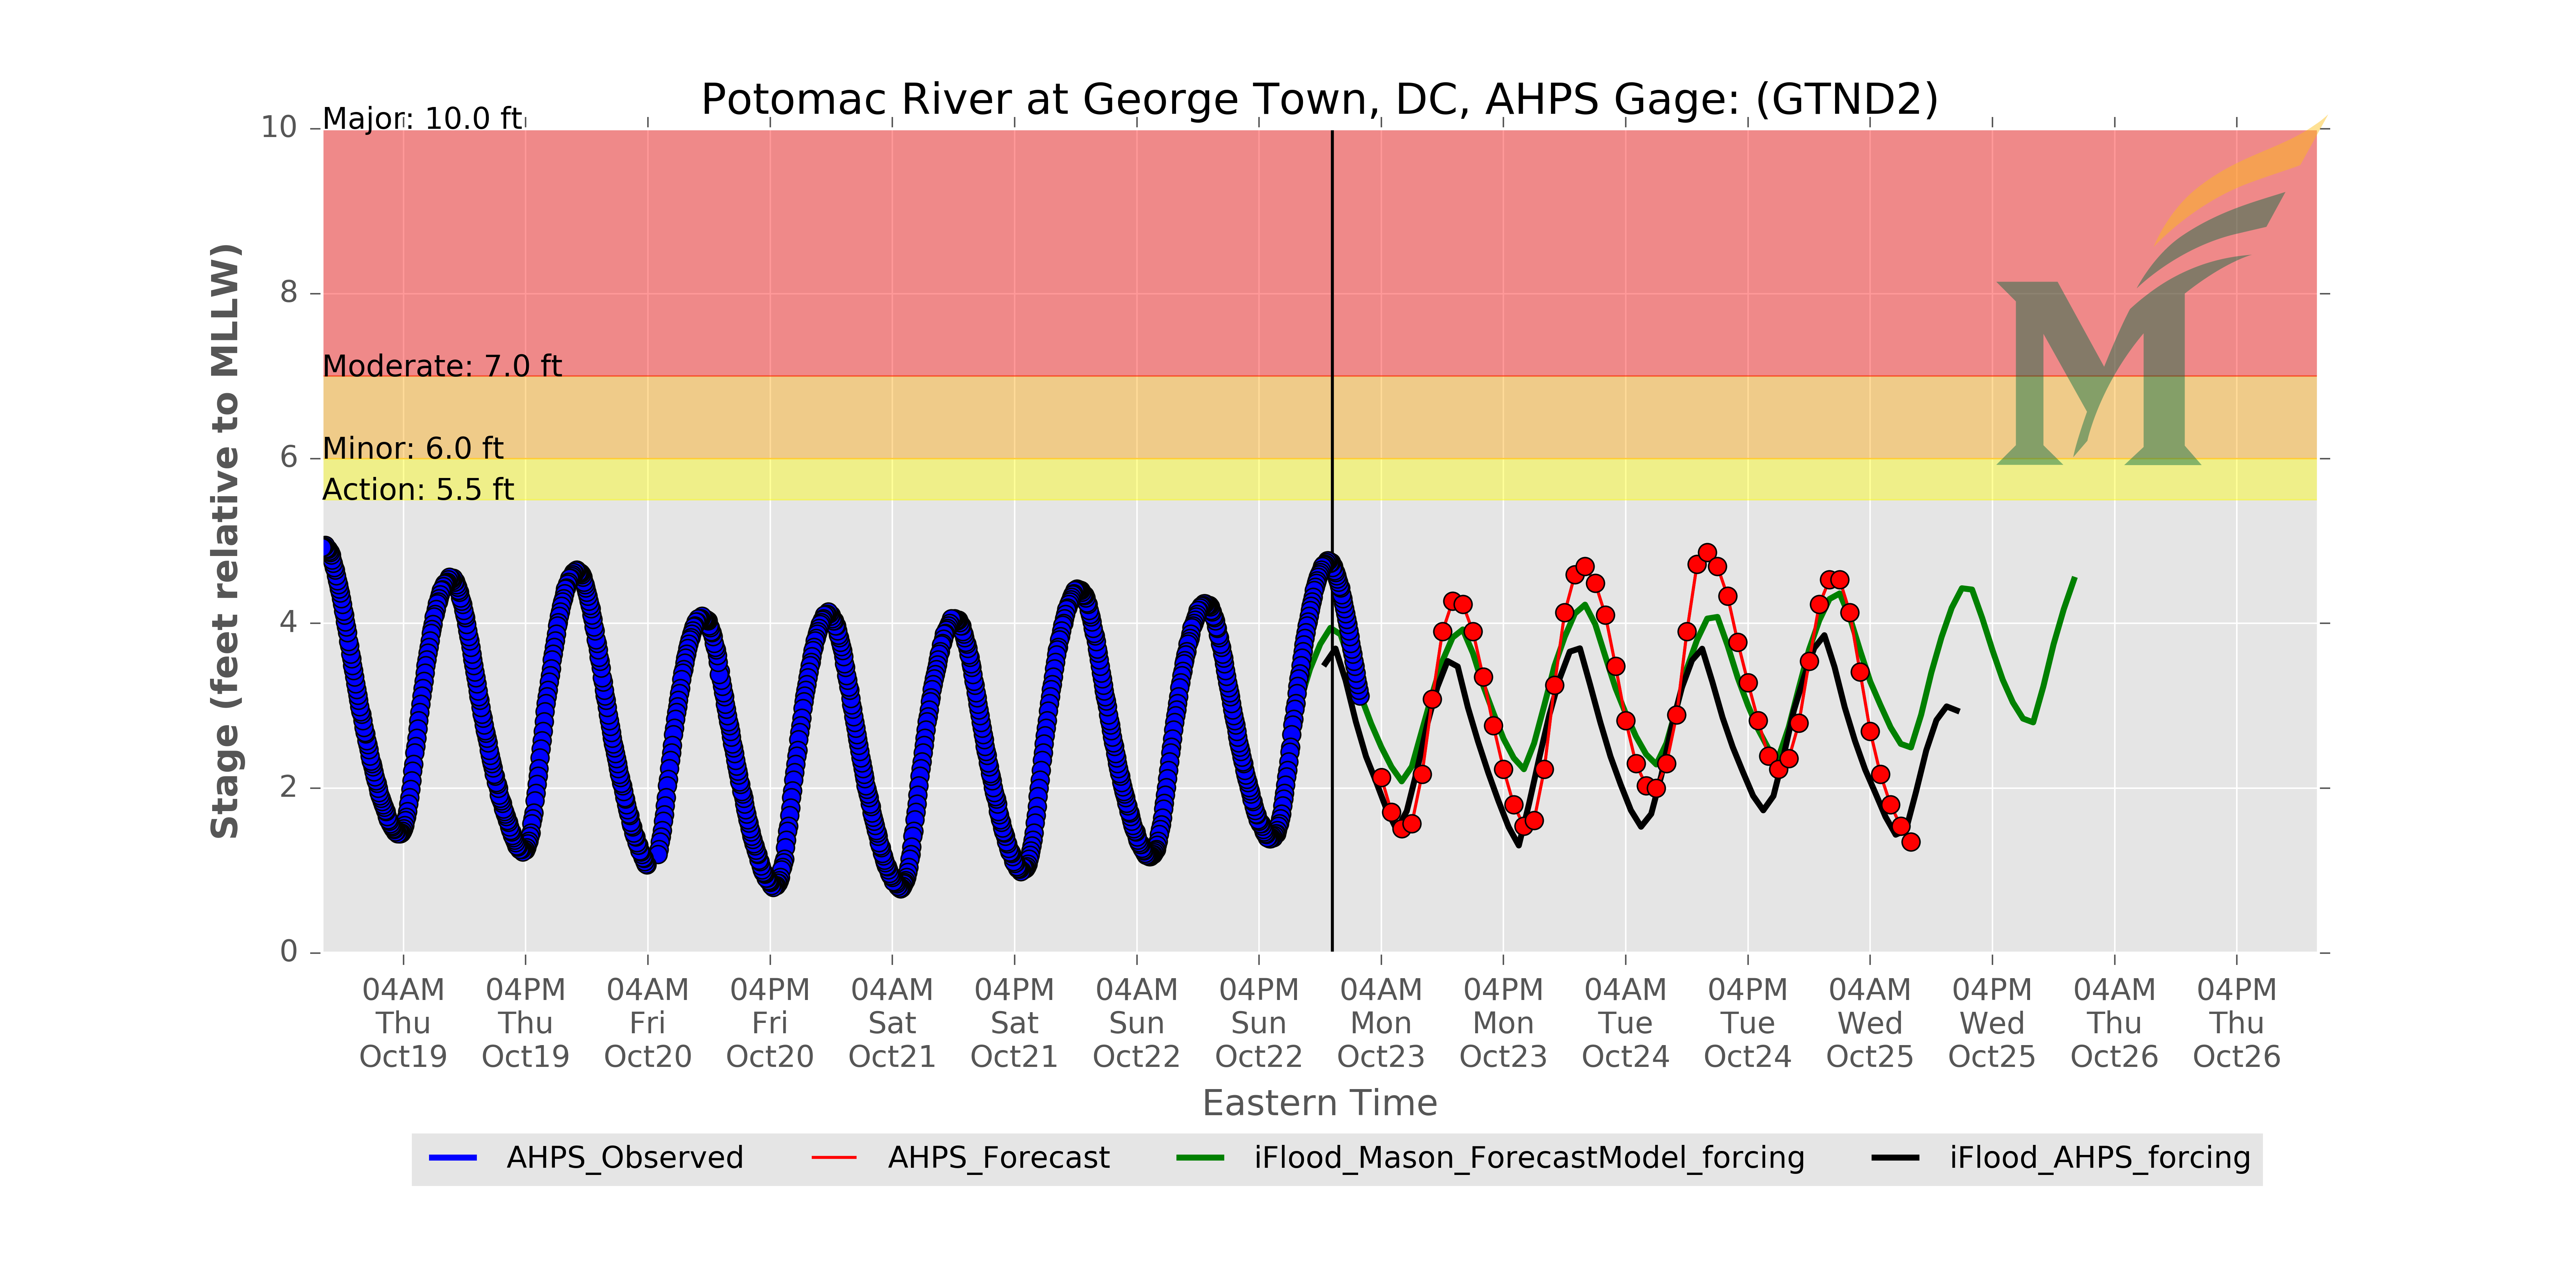 Potomac River at George Town, DC, AHPS Gage: (GTND2)
Major: 10.0 ft
Moderate: 7.0 ft
Minor: 6.0 ft
Action: 5.5 ft
10
8
6
4
2
0
Stage (feet relative to MLLW)
M
04AM 04PM 04AM 04PM 04AM 04PM 04AM 04PM 04AM 04PM 04AM 04PM 04AM 04PM 04AM 04PM
Thu Thu Fri Fri Sat Sat Sun Sun Mon Mon Tue Tue Wed Wed Thu Thu
Oct19 Oct19 Oct20 Oct20 Oct21 Oct21 Oct22 Oct22 Oct23 Oct23 Oct24 Oct24 Oct25 Oct25 Oct26 Oct26
Eastern Time
AHPS_Observed AHPS_Forecast iFlood_Mason_ForecastModel_forcing iFlood_AHPS_forcing